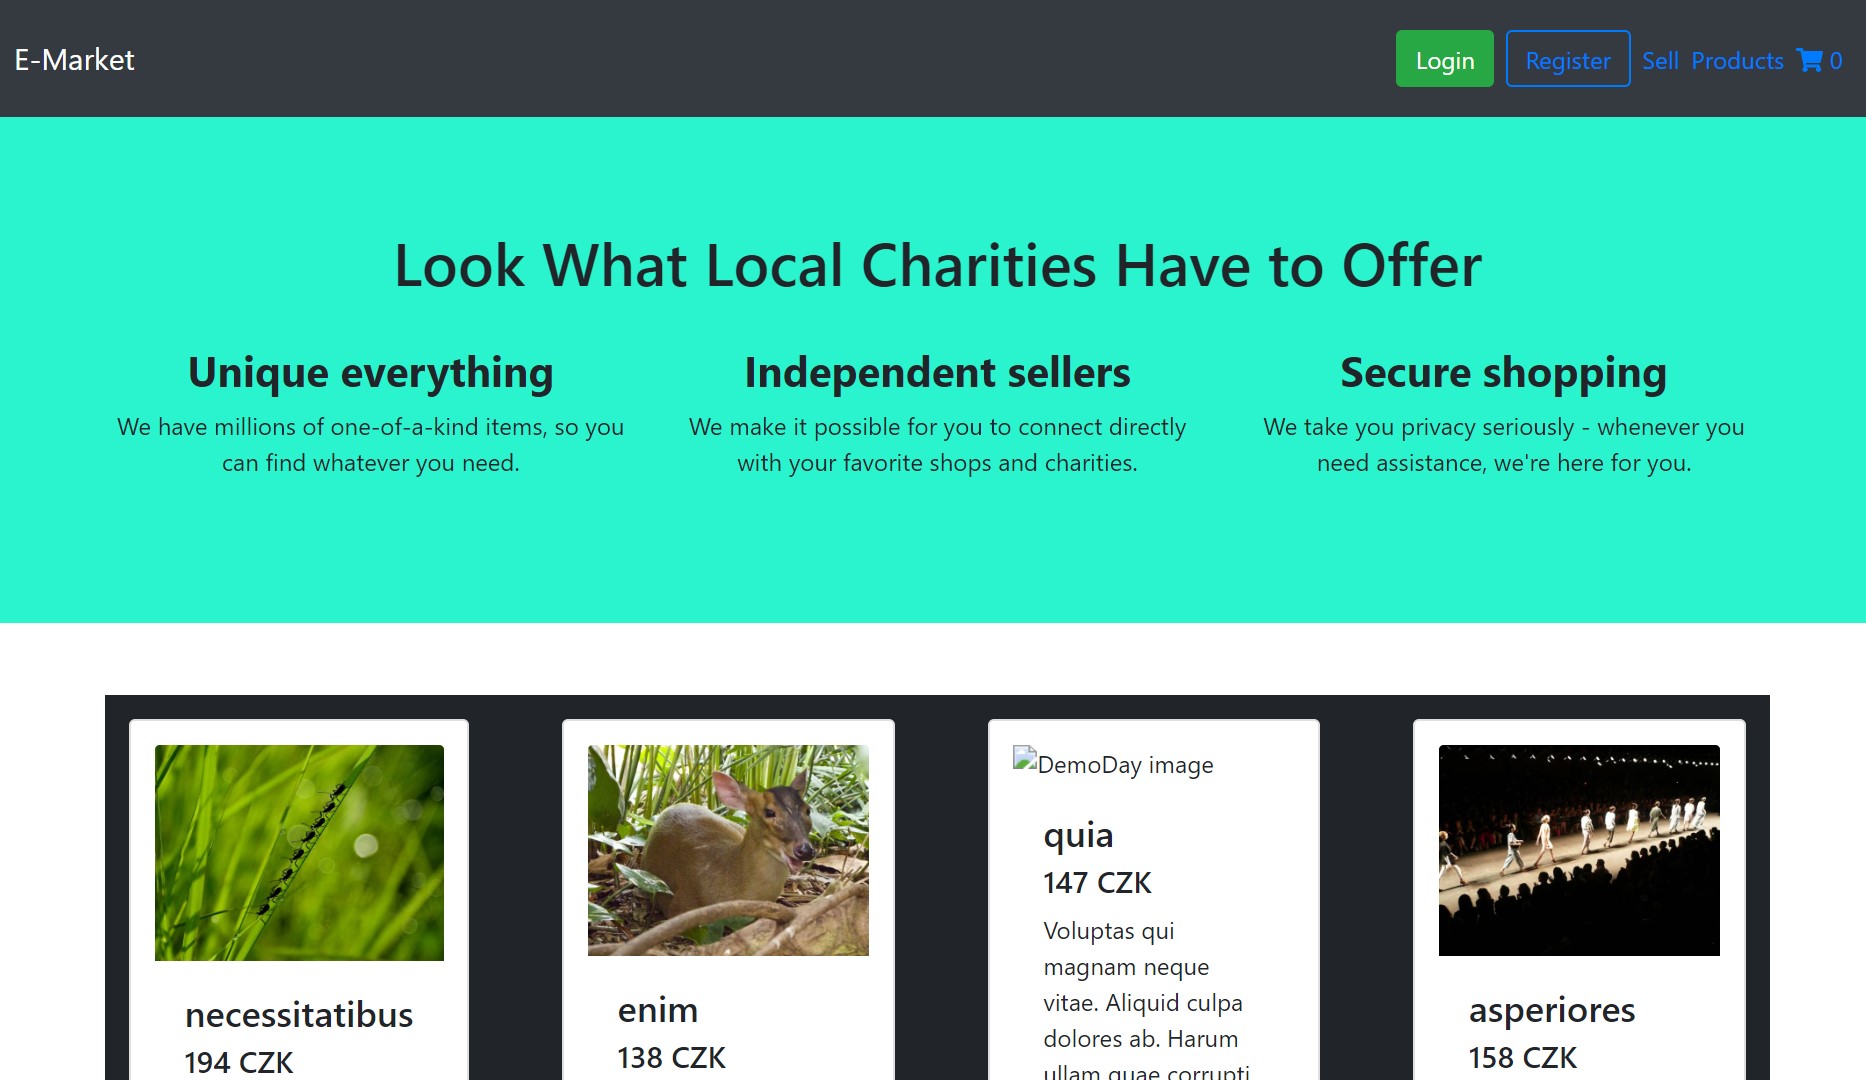 E-Market
Login Register Sell Products 0
Look What Local Charities Have to Offer
Unique everything
We have millions of one-of-a-kind items, so you
can find whatever you need.
Independent sellers
We make it possible for you to connect directly
with your favorite shops and charities.
Secure shopping
We take you privacy seriously - whenever you
need assistance, we're here for you.
necessitatibus
194 CZK
enim
138 CZK
DemoDay image
quia
147 CZK
Voluptas qui
magnam neque
vitae. Aliquid culpa
dolores ab. Harum
ullam quae corrupti
asperiores
158 CZK